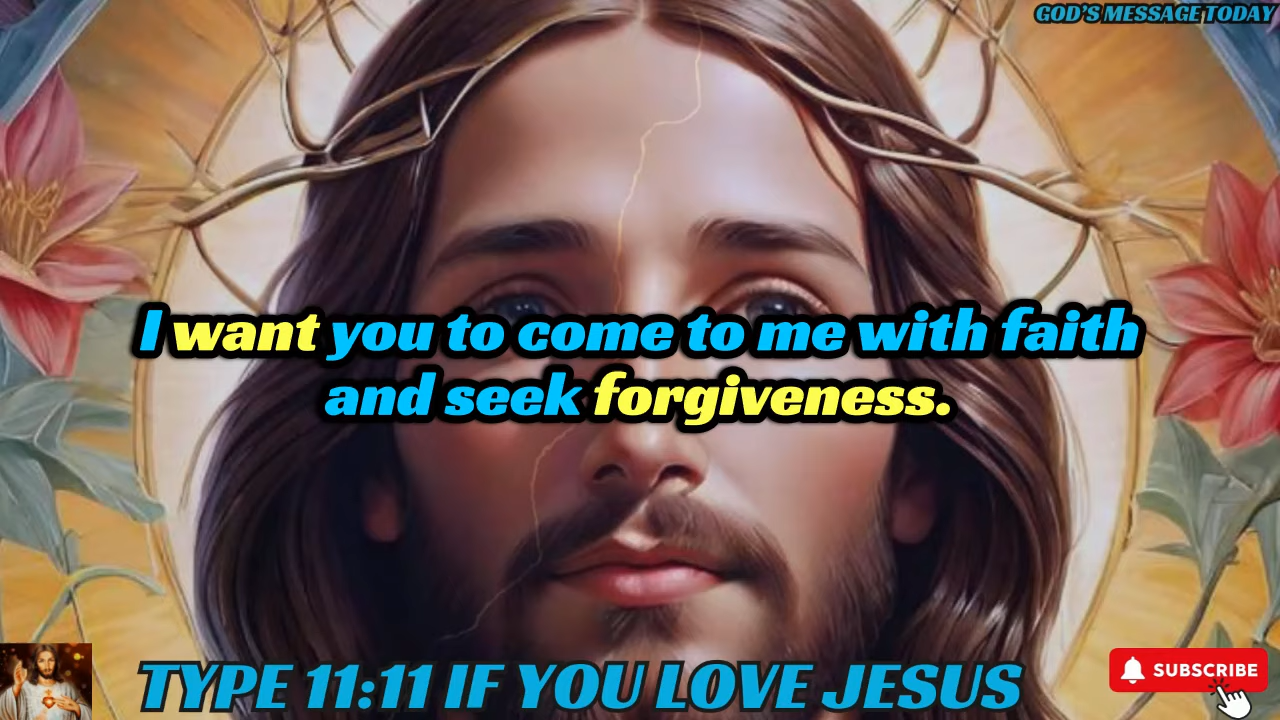 GOD'S MESSAGE TODAY
I want you to come to me with faith
and seek forgiveness.
TYPE 11:11 IF YOU LOVE JESUS
SUBSCRIBE